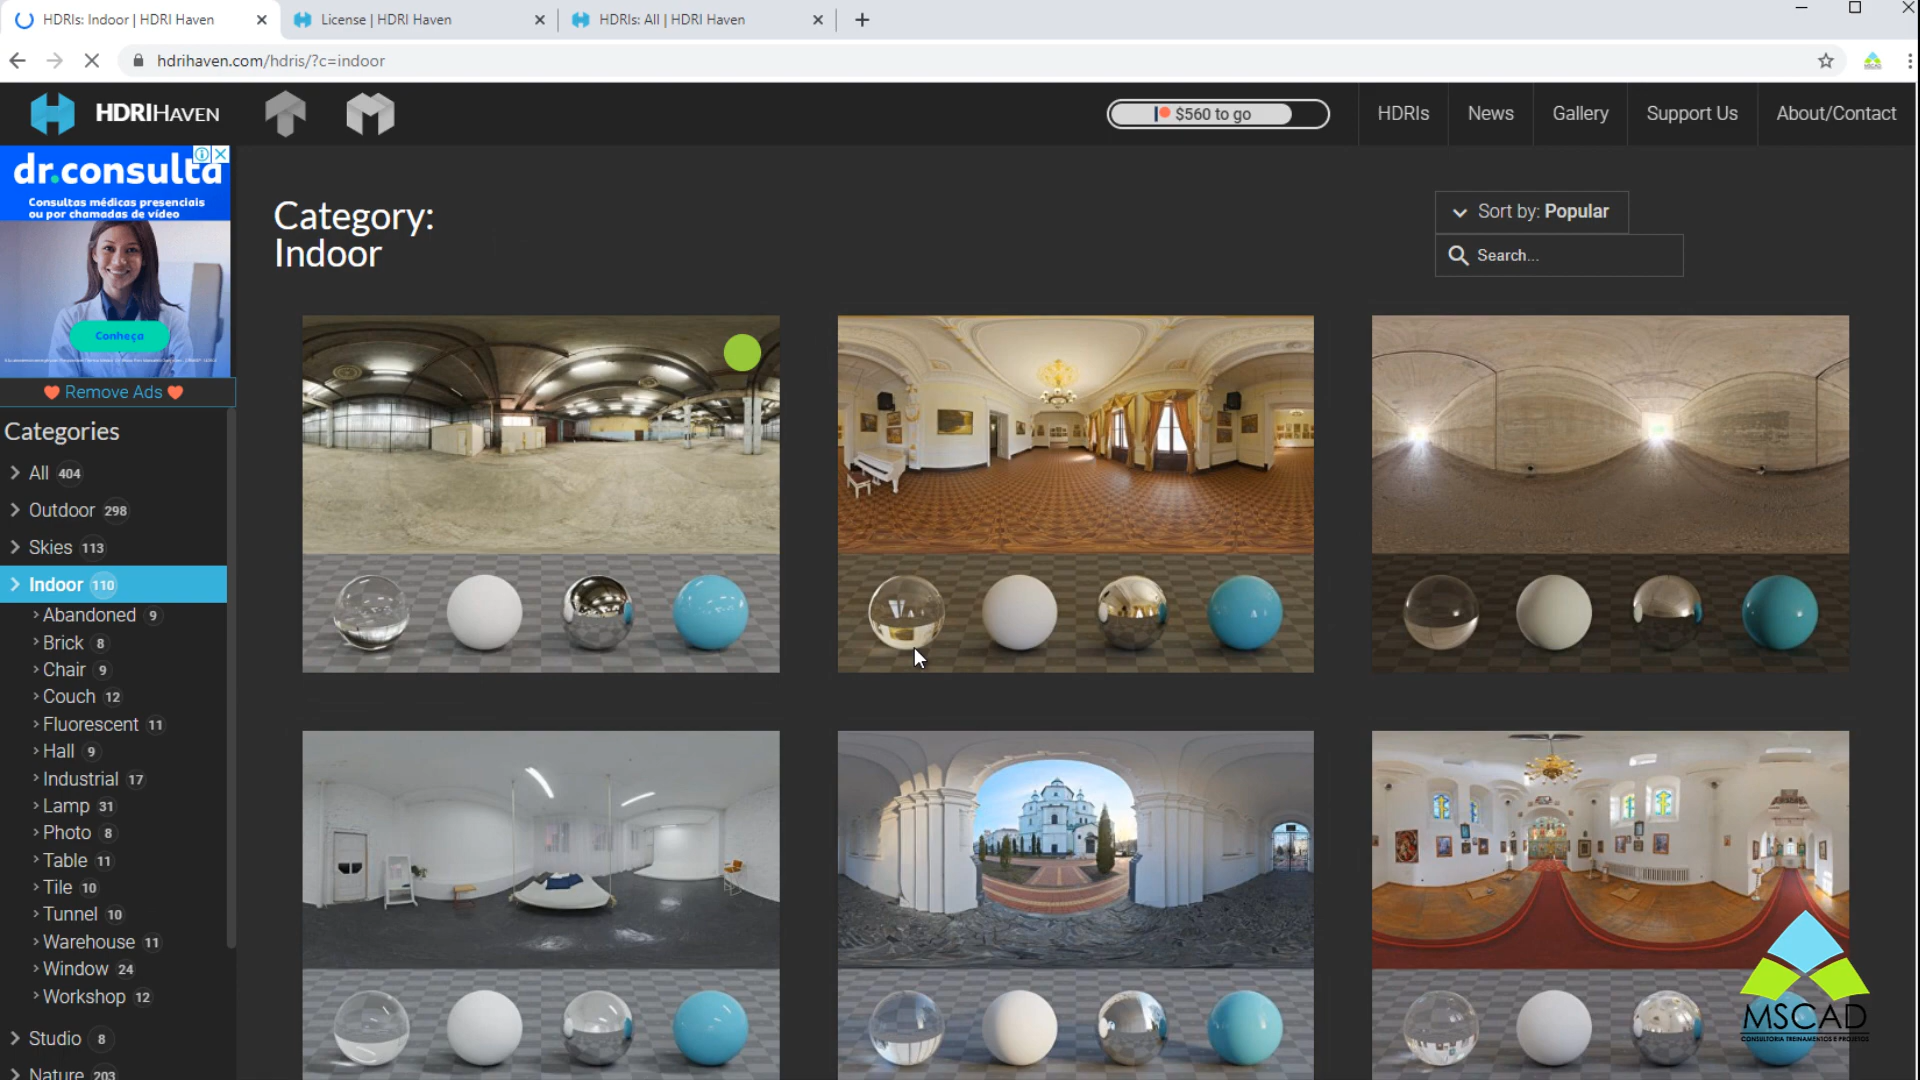 HDRIs: Indoor | HDRI Haven
License | HDRI Haven
HDRIs: All | HDRI Haven
hdrihaven.com/hdris/?c=indoor
HDRIHAVEN
$560 to go
HDRIs
News
Gallery
Support Us
About/Contact
dr.consulta
Consultas médicas presenciais
ou por chamadas de vídeo
Conheça
Remove Ads
Category:
Indoor
Sort by: Popular
Search...
Categories
All 404
Outdoor 298
Skies 113
Indoor 110
Abandoned 9
Brick 8
Chair 9
Couch 12
Fluorescent 11
Hall 9
Industrial 17
Lamp 31
Photo 8
Table 11
Tile 10
Tunnel 10
Warehouse 11
Window 24
Workshop 12
Studio 8
Nature 203
MSCAD
CONSULTORIA TREINAMENTOS E PROJETOS